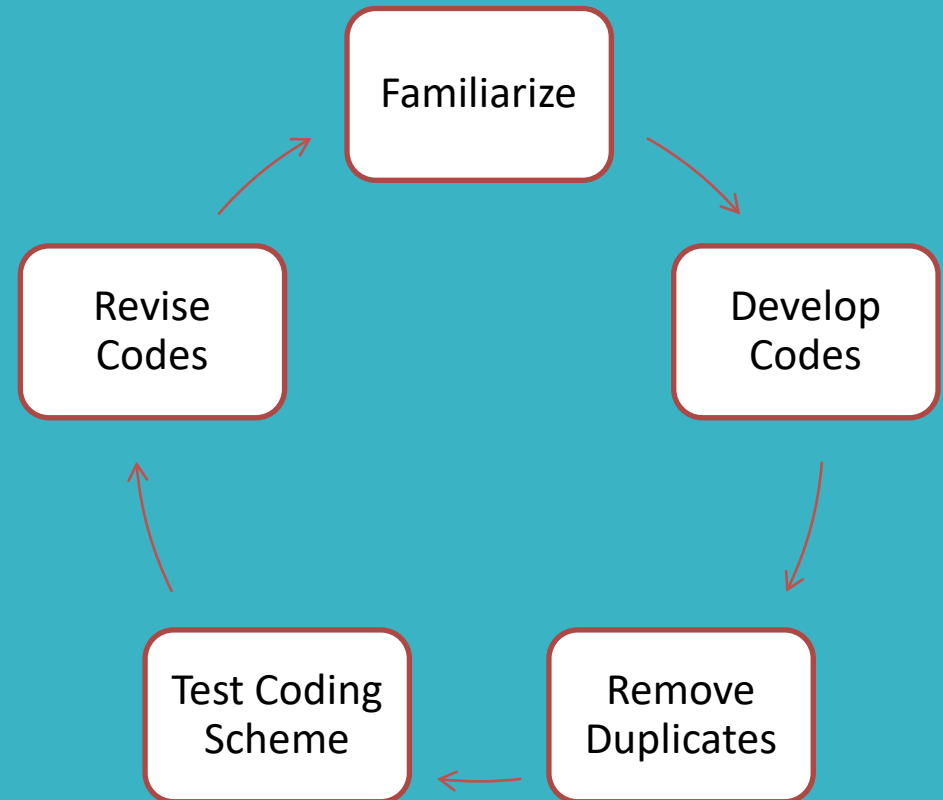 Familiarize
Develop
Codes
Remove
Duplicates
Test Coding
Scheme
Revise
Codes